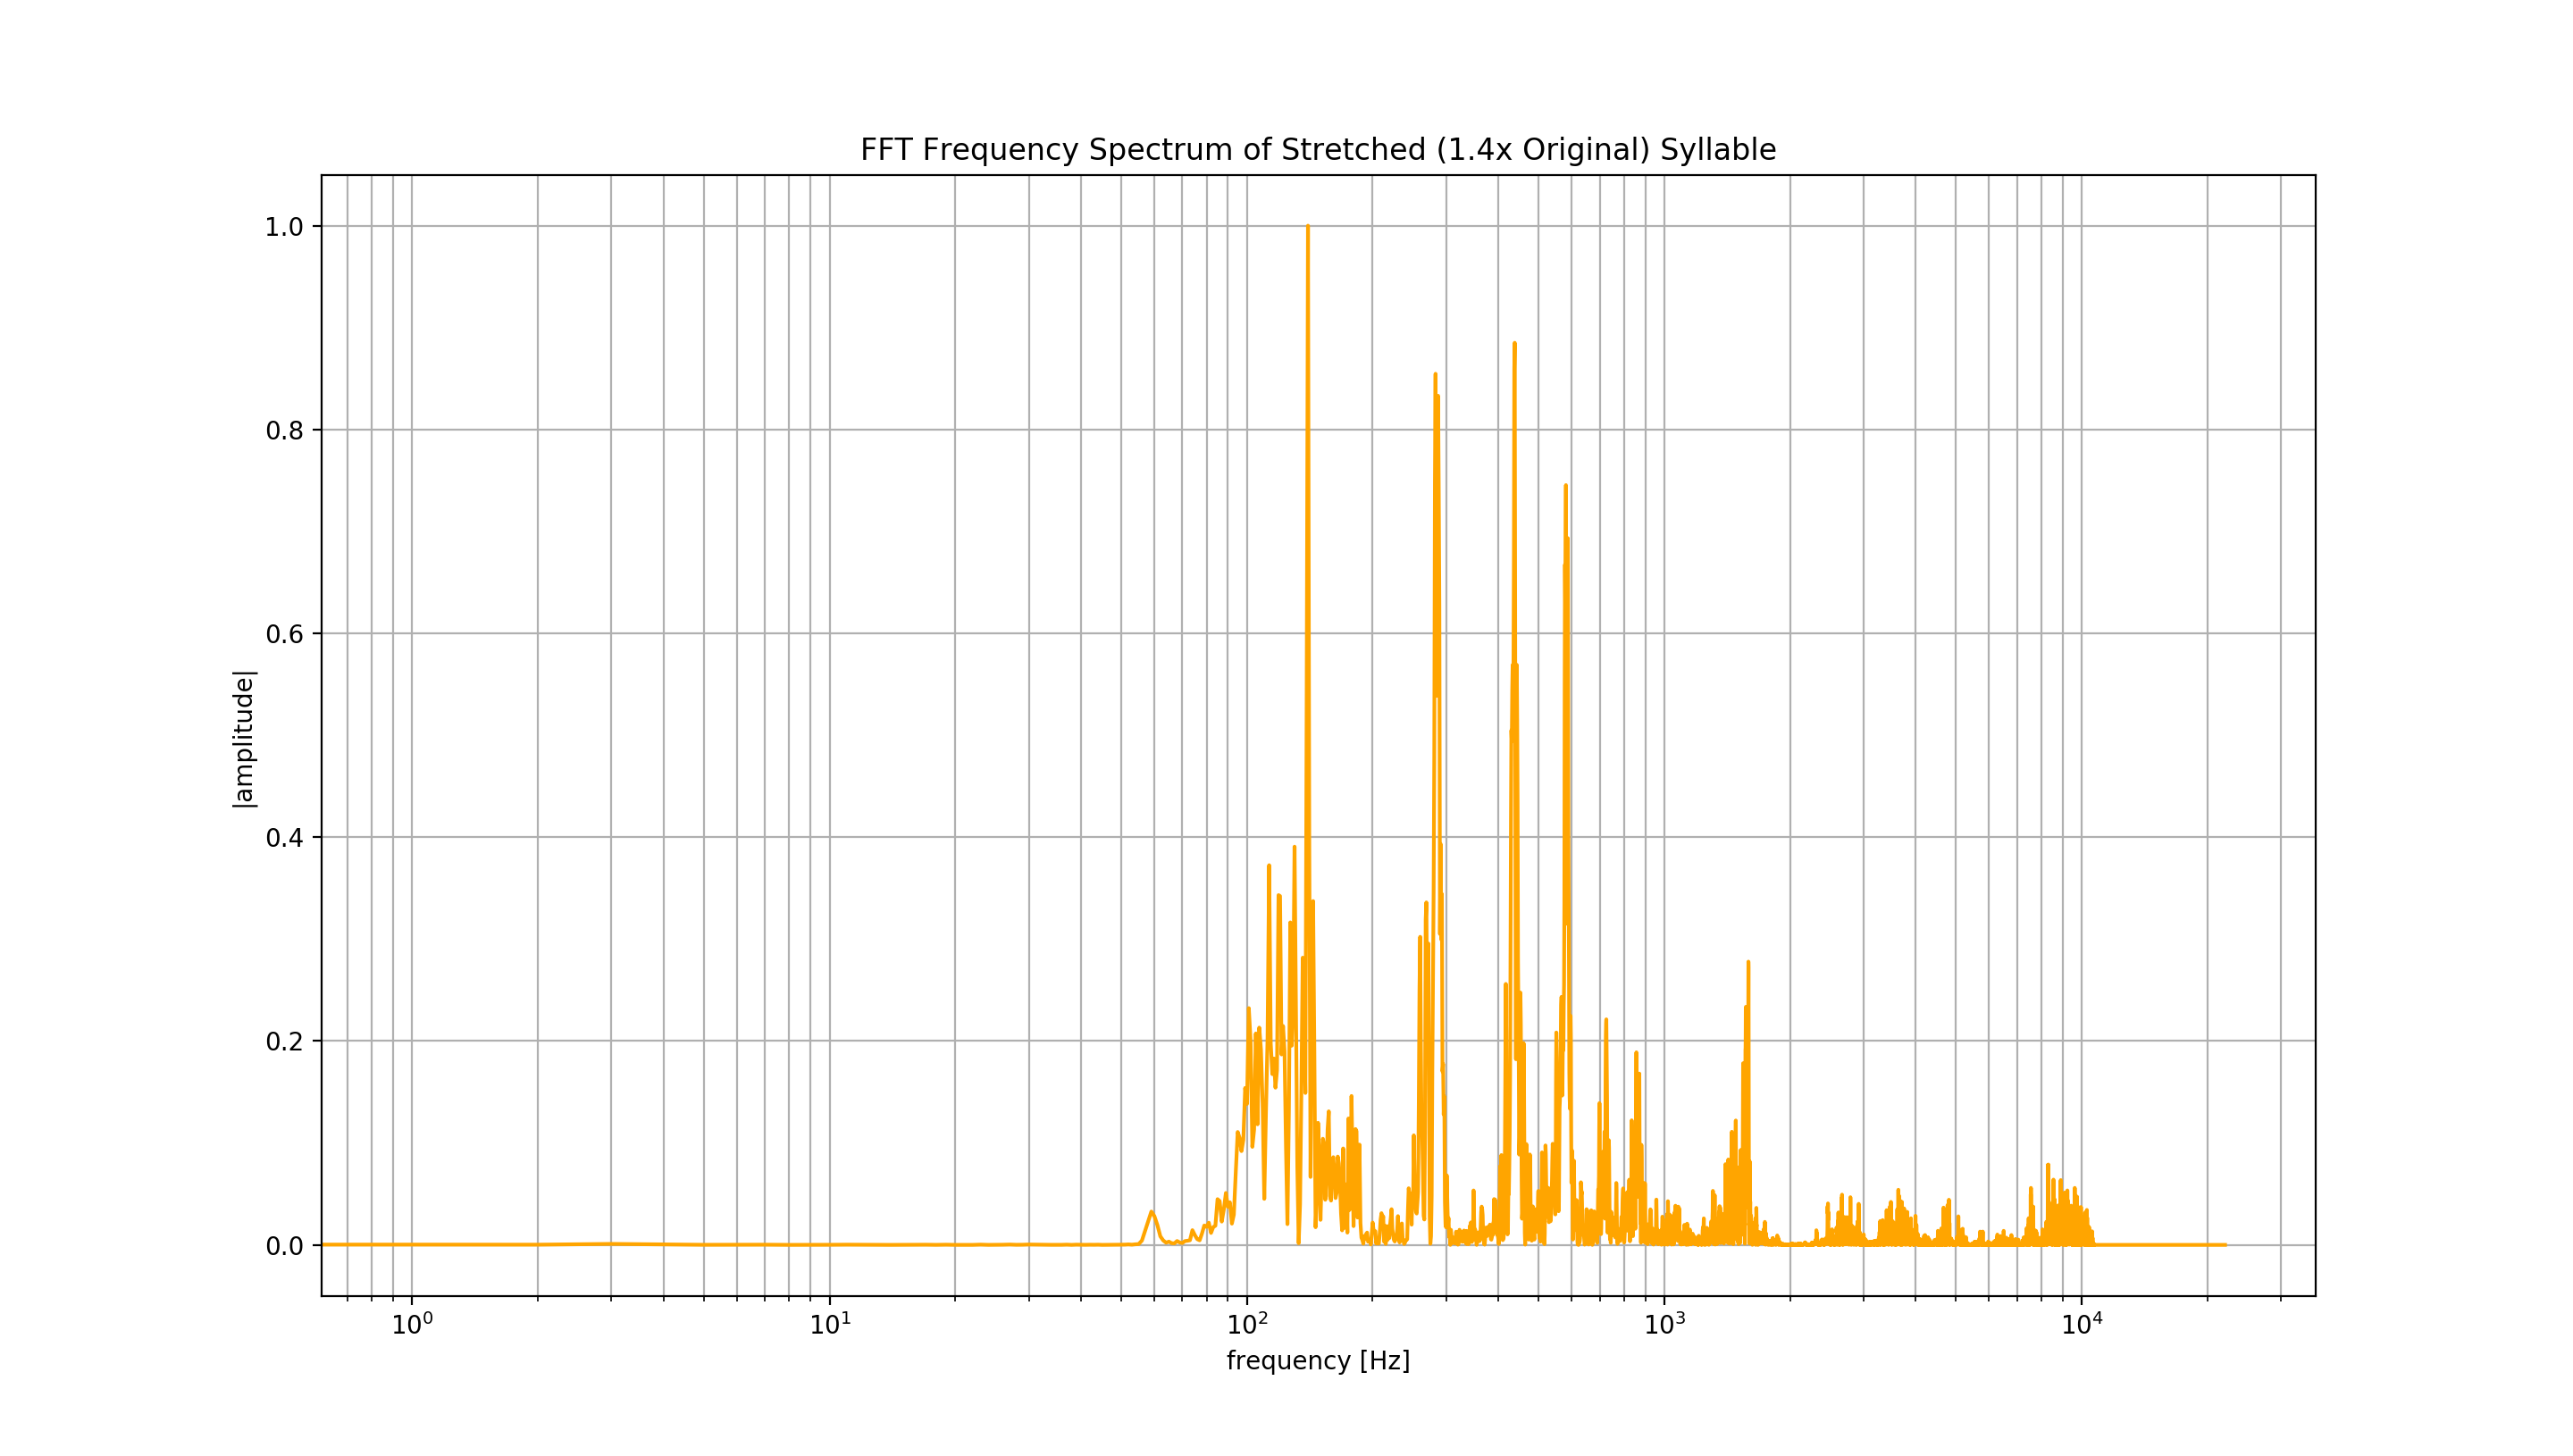 FFT Frequency Spectrum of Stretched (1.4x Original) Syllable
|amplitude|
1.0
0.8
0.6
0.4
0.2
0.0
10⁰ 10¹ 10² 10³ 10⁴
frequency [Hz]